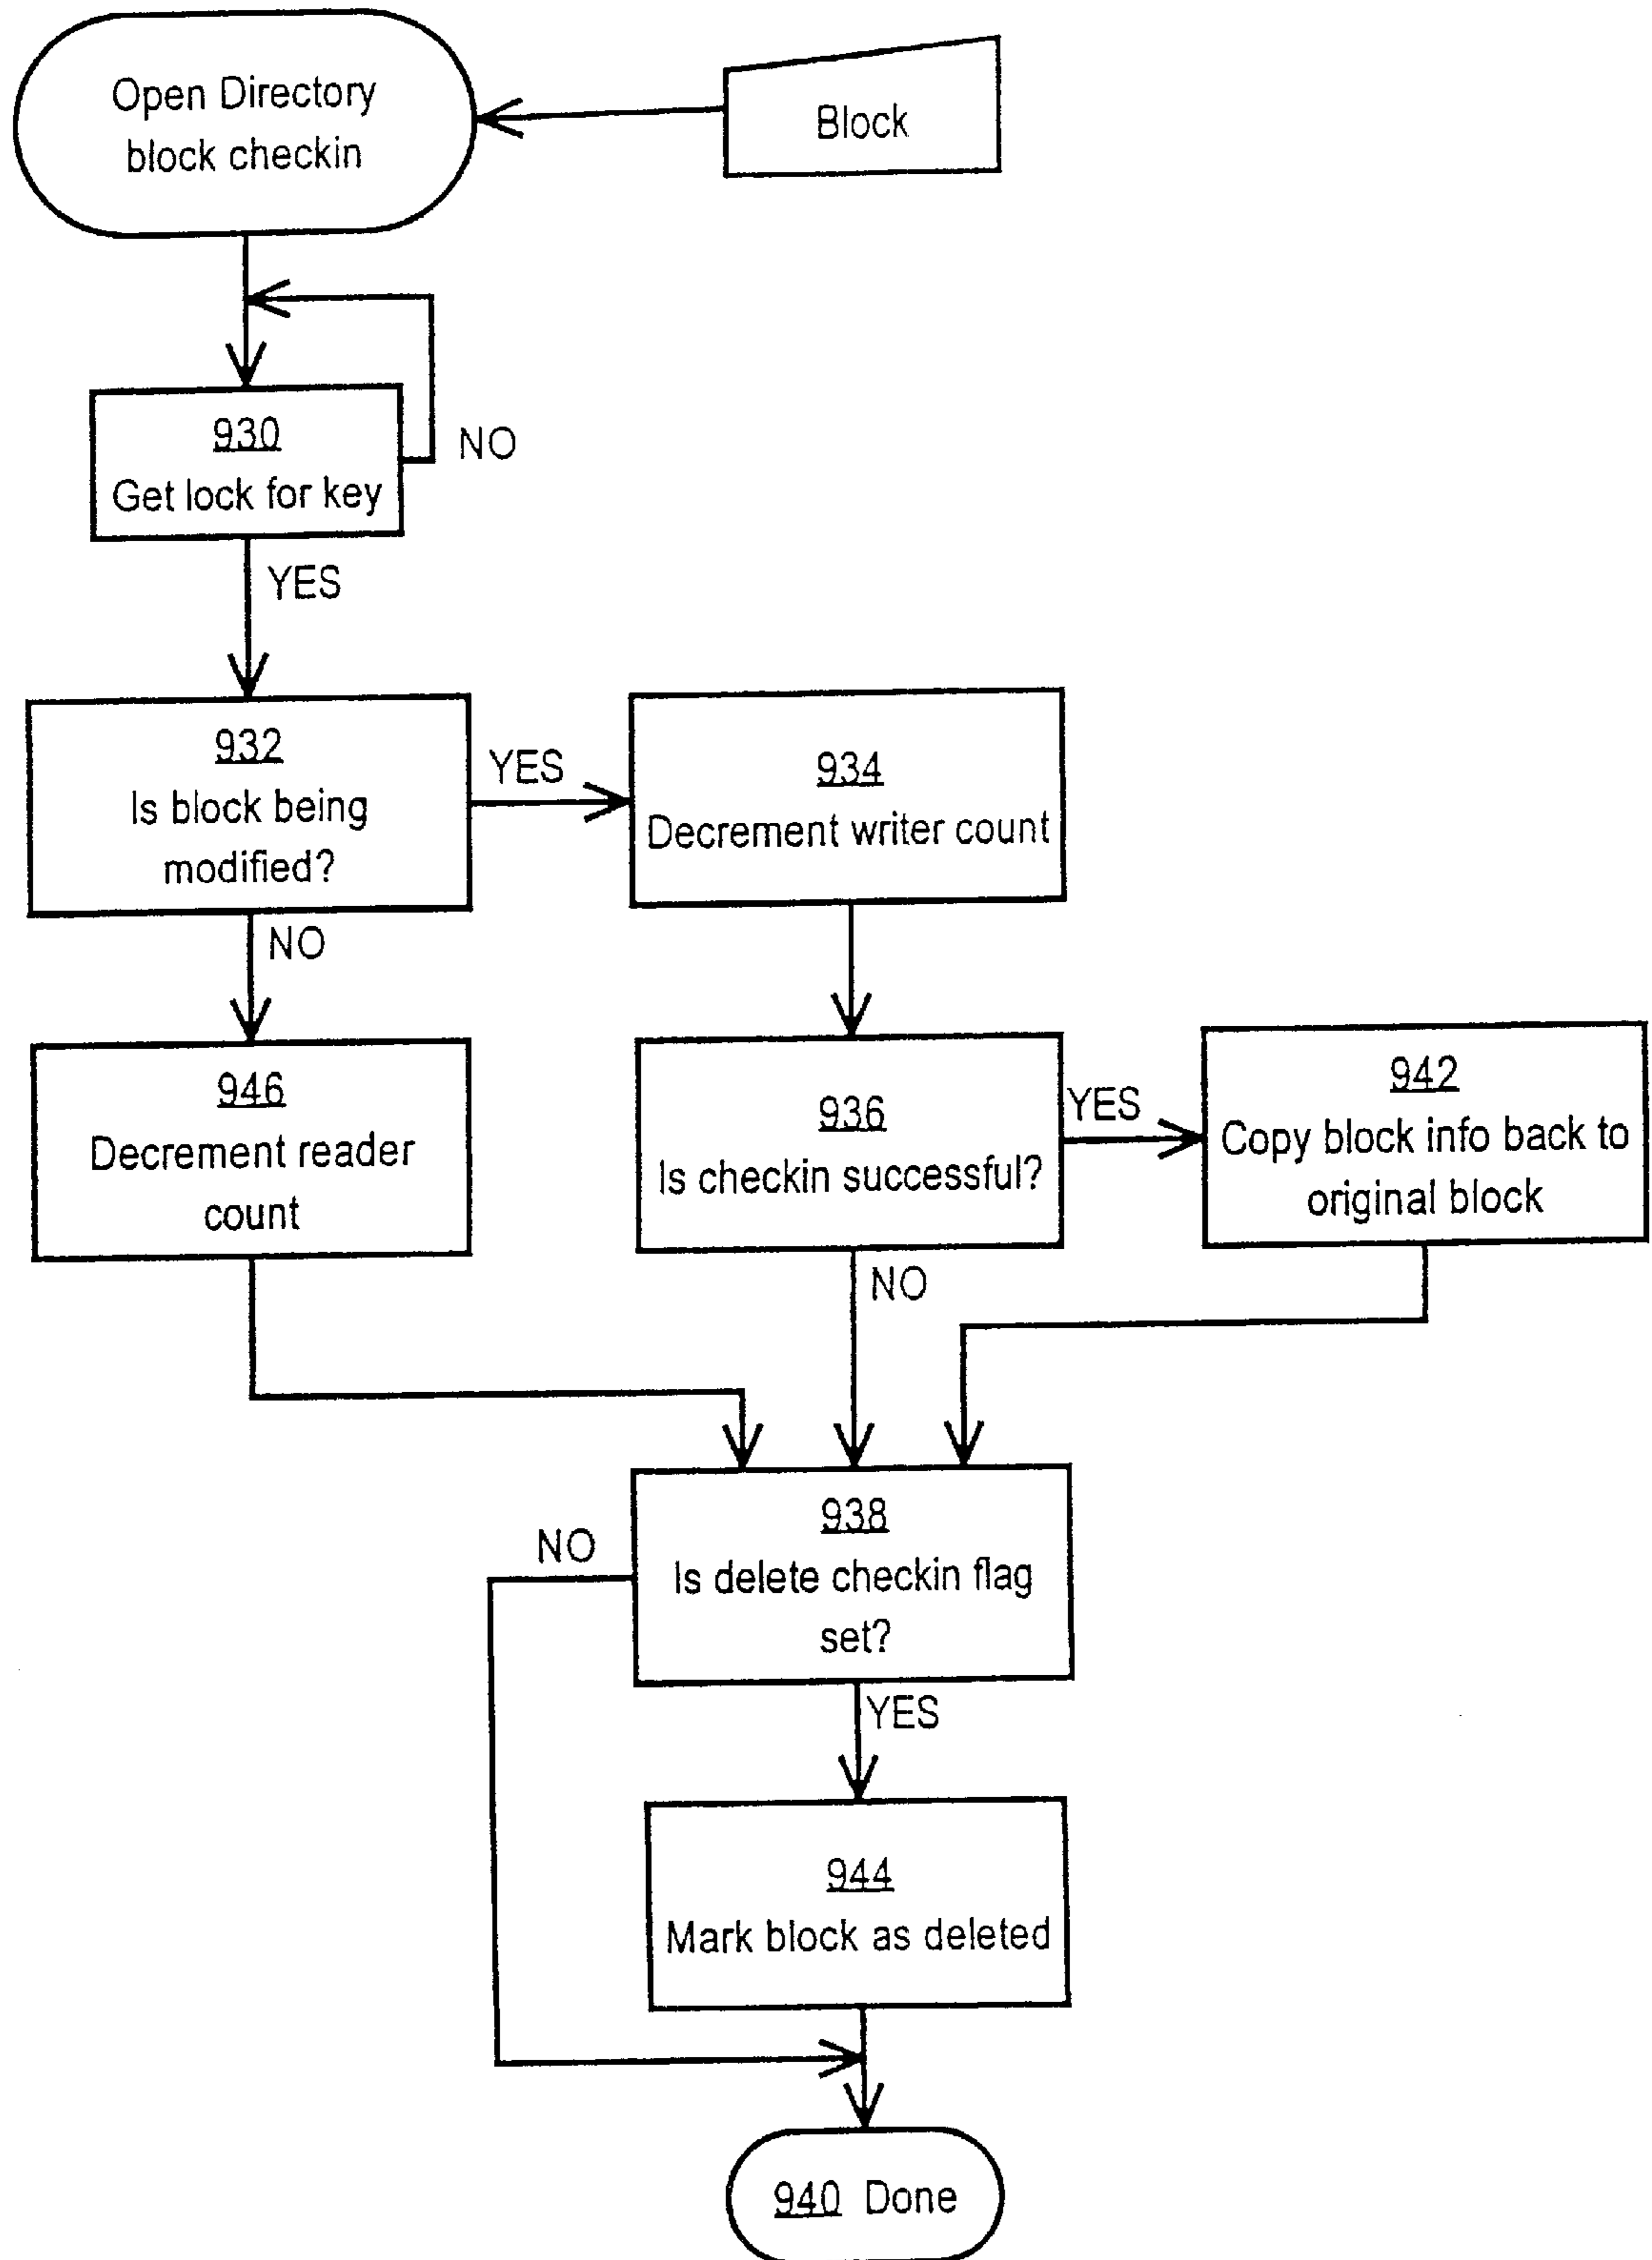 Open Directory
block checkin
Block
930
Get lock for key
NO
YES
932
Is block being
modified?
YES
934
Decrement writer count
NO
946
Decrement reader
count
936
Is checkin successful?
YES
942
Copy block info back to
original block
NO
938
Is delete checkin flag
set?
NO
YES
944
Mark block as deleted
940 Done